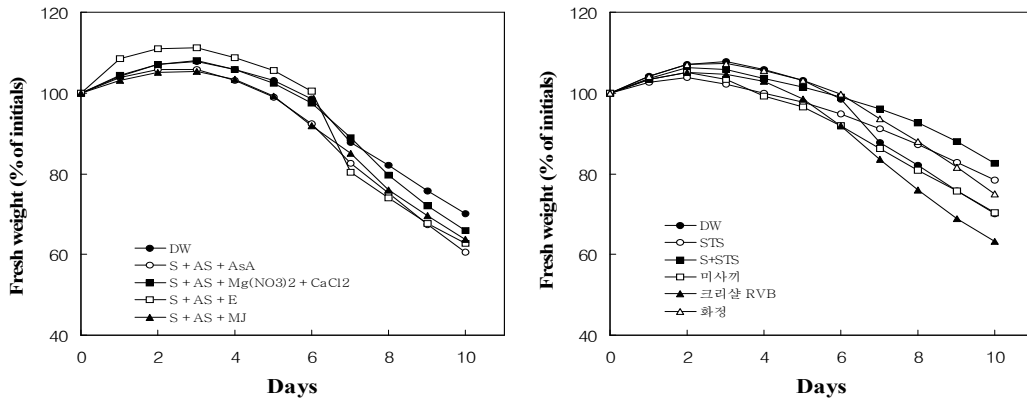 Fresh weight (% of initials)
120
100
80
60
40
0
2
4
6
8
10
Days
DW
S + AS + AsA
S + AS + Mg(NO3)2 + CaCl2
S + AS + E
S + AS + MJ
Fresh weight (% of initials)
120
100
80
60
40
0
2
4
6
8
10
Days
DW
STS
S+STS
미사끼
크리샬 RVB
화정